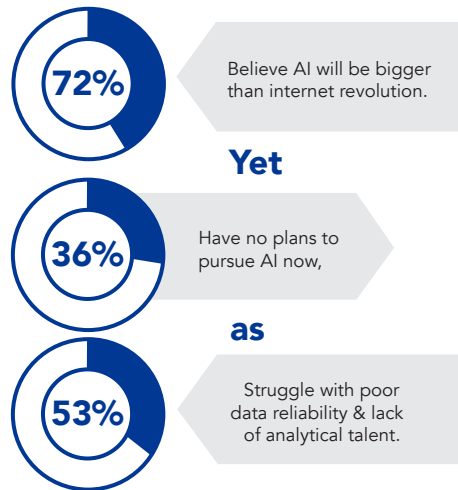 72%
Believe AI will be bigger
than internet revolution.
Yet
36%
Have no plans to
pursue AI now,
as
53%
Struggle with poor
data reliability & lack
of analytical talent.